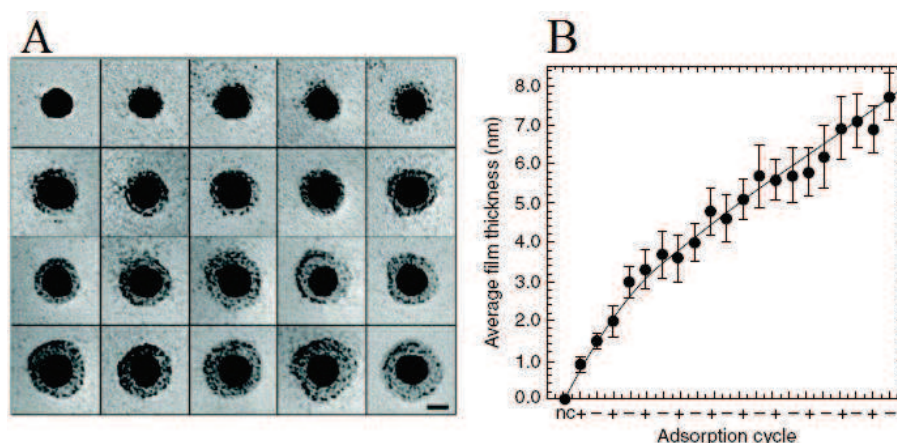 A
B
8.0
7.0
6.0
5.0
4.0
3.0
2.0
1.0
0.0
Average film thickness (nm)
nc + − + − + − + − + − + − + − + − + − + −
Adsorption cycle